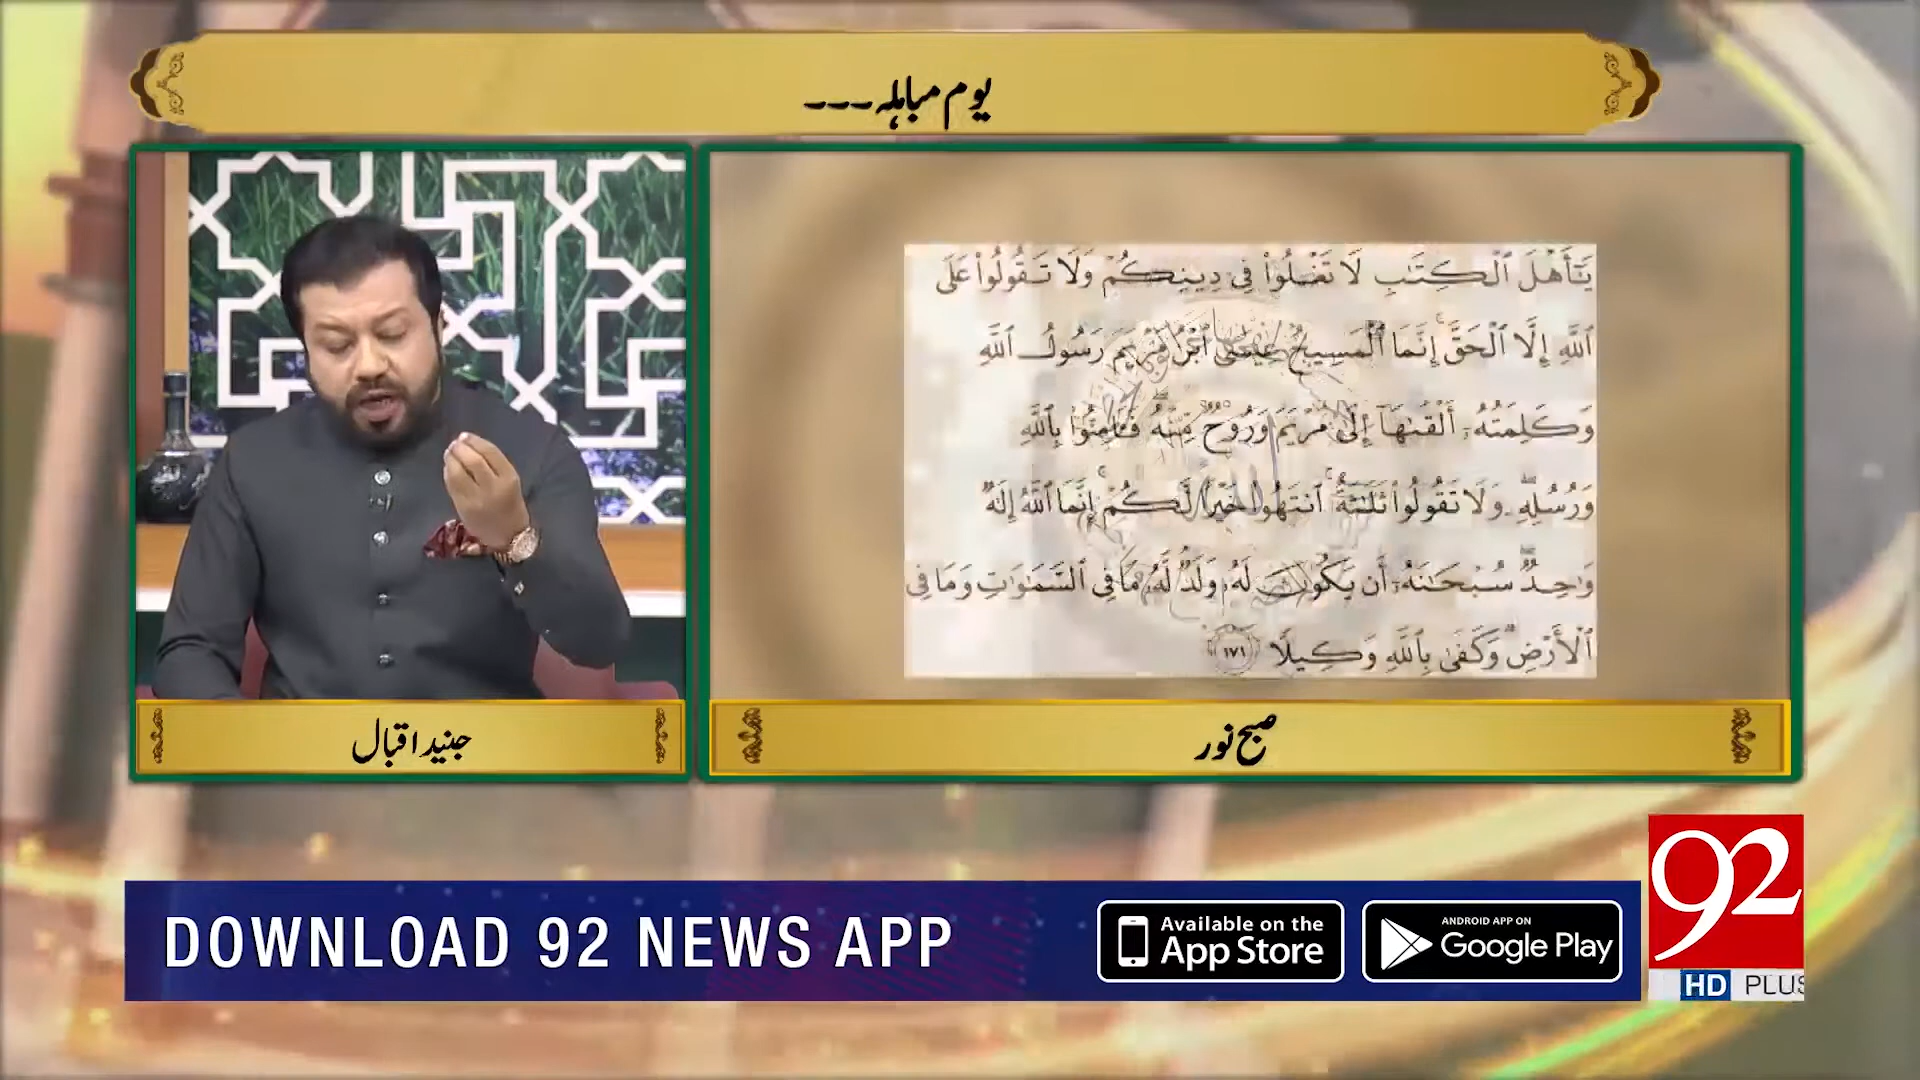 یوم مباہلہ ---
يَٰٓأَهْلَ ٱلْكِتَٰبِ لَا تَغْلُوا۟ فِى دِينِكُمْ وَلَا تَقُولُوا۟ عَلَى
ٱللَّهِ إِلَّا ٱلْحَقَّ ۚ إِنَّمَا ٱلْمَسِيحُ عِيسَى ٱبْنُ مَرْيَمَ رَسُولُ ٱللَّهِ
وَكَلِمَتُهُۥٓ أَلْقَىٰهَآ إِلَىٰ مَرْيَمَ وَرُوحٌ مِّنْهُ ۖ فَـَٔامِنُوا۟ بِٱللَّهِ
وَرُسُلِهِۦ ۖ وَلَا تَقُولُوا۟ ثَلَٰثَةٌ ۚ ٱنتَهُوا۟ خَيْرًا لَّكُمْ ۚ إِنَّمَا ٱللَّهُ إِلَٰهٌ
وَٰحِدٌ ۖ سُبْحَٰنَهُۥٓ أَن يَكُونَ لَهُۥ وَلَدٌ ۘ لَّهُۥ مَا فِى ٱلسَّمَٰوَٰتِ وَمَا فِى
ٱلْأَرْضِ ۗ وَكَفَىٰ بِٱللَّهِ وَكِيلًا ١٧١
جنید اقبال
صبح نور
DOWNLOAD 92 NEWS APP
Available on the
App Store
ANDROID APP ON
Google Play
92
HD PLUS